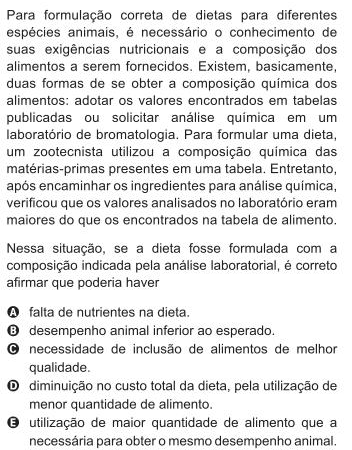 Para formulação correta de dietas para diferentes
espécies animais, é necessário o conhecimento de
suas exigências nutricionais e a composição dos
alimentos a serem fornecidos. Existem, basicamente,
duas formas de se obter a composição química dos
alimentos: adotar os valores encontrados em tabelas
publicadas ou solicitar análise química em um
laboratório de bromatologia. Para formular uma dieta,
um zootecnista utilizou a composição química das
matérias-primas presentes em uma tabela. Entretanto,
após encaminhar os ingredientes para análise química,
verificou que os valores analisados no laboratório eram
maiores do que os encontrados na tabela de alimento.
Nessa situação, se a dieta fosse formulada com a
composição indicada pela análise laboratorial, é correto
afirmar que poderia haver
A falta de nutrientes na dieta.
B desempenho animal inferior ao esperado.
C necessidade de inclusão de alimentos de melhor
qualidade.
D diminuição no custo total da dieta, pela utilização de
menor quantidade de alimento.
E utilização de maior quantidade de alimento que a
necessária para obter o mesmo desempenho animal.